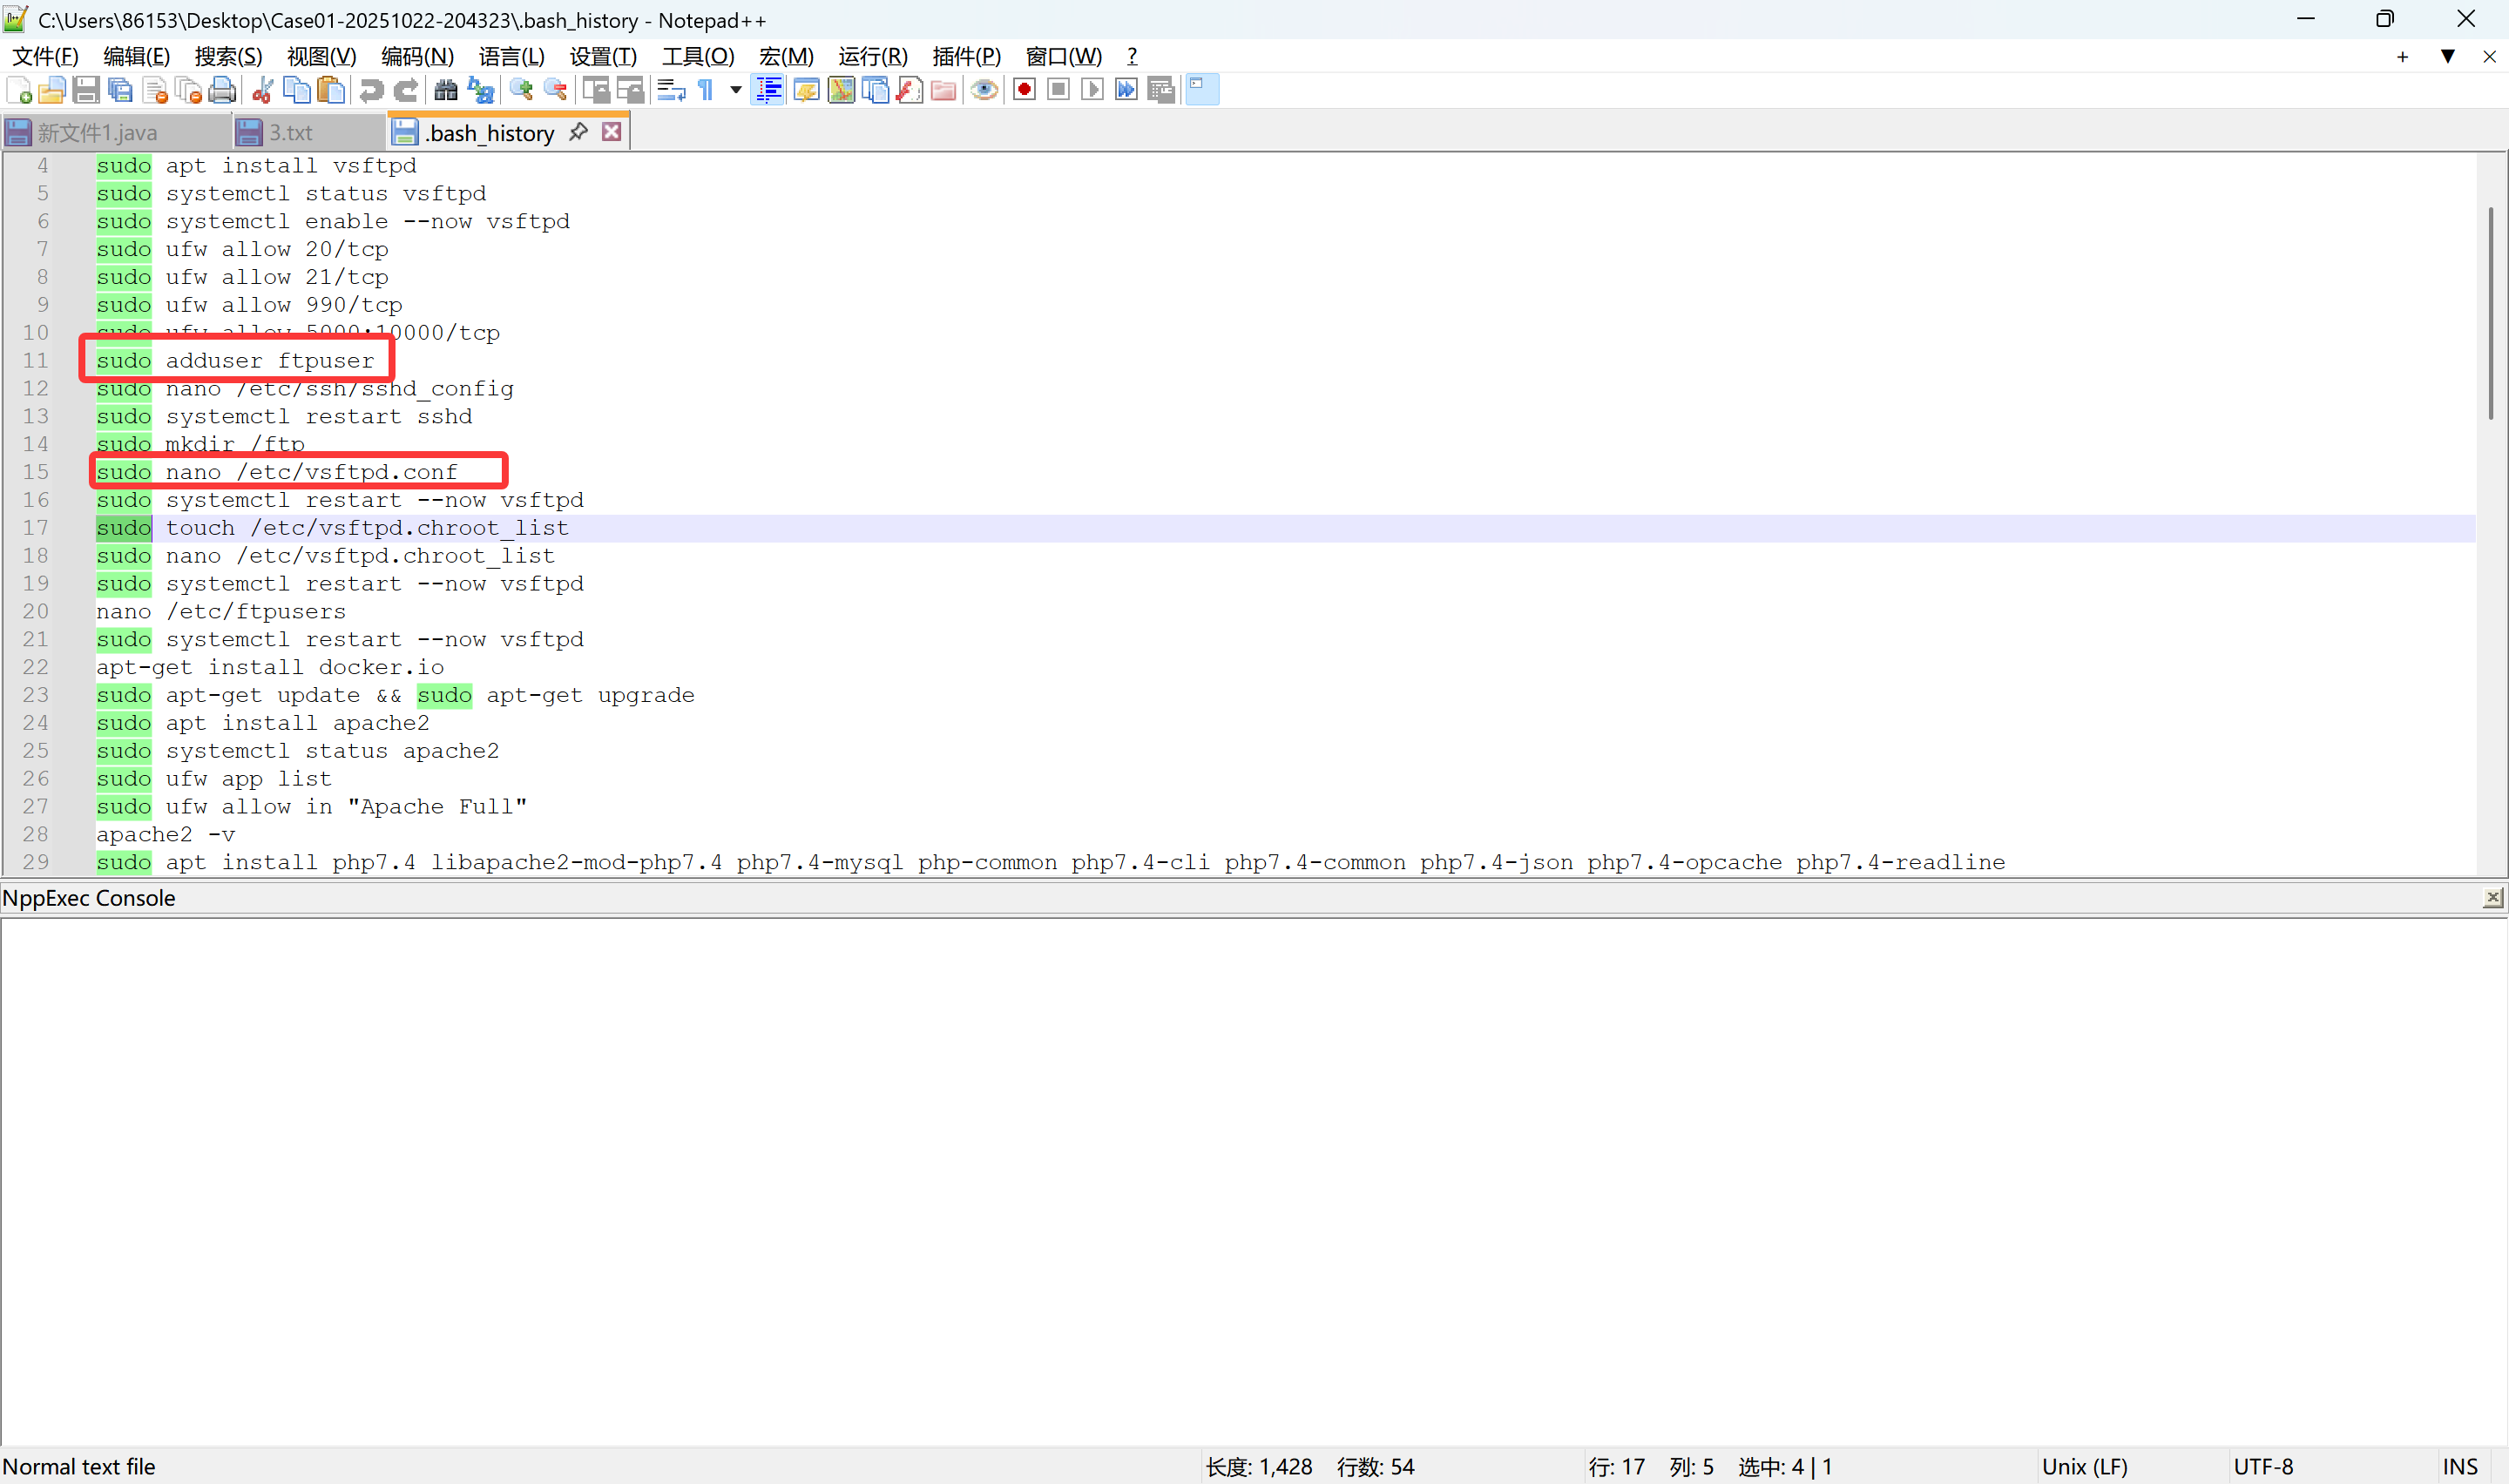 C:\Users\86153\Desktop\Case01-20251022-204323\.bash_history - Notepad++
文件(F) 编辑(E) 搜索(S) 视图(V) 编码(N) 语言(L) 设置(T) 工具(O) 宏(M) 运行(R) 插件(P) 窗口(W) ?
新文件1.java 3.txt .bash_history
4 sudo apt install vsftpd
5 sudo systemctl status vsftpd
6 sudo systemctl enable --now vsftpd
7 sudo ufw allow 20/tcp
8 sudo ufw allow 21/tcp
9 sudo ufw allow 990/tcp
10 sudo ufw allow 5000:10000/tcp
11 sudo adduser ftpuser
12 sudo nano /etc/ssh/sshd_config
13 sudo systemctl restart sshd
14 sudo mkdir /ftp
15 sudo nano /etc/vsftpd.conf
16 sudo systemctl restart --now vsftpd
17 sudo touch /etc/vsftpd.chroot_list
18 sudo nano /etc/vsftpd.chroot_list
19 sudo systemctl restart --now vsftpd
20 nano /etc/ftpusers
21 sudo systemctl restart --now vsftpd
22 apt-get install docker.io
23 sudo apt-get update && sudo apt-get upgrade
24 sudo apt install apache2
25 sudo systemctl status apache2
26 sudo ufw app list
27 sudo ufw allow in "Apache Full"
28 apache2 -v
29 sudo apt install php7.4 libapache2-mod-php7.4 php7.4-mysql php-common php7.4-cli php7.4-common php7.4-json php7.4-opcache php7.4-readline
NppExec Console
Normal text file 长度: 1,428 行数: 54 行: 17 列: 5 选中: 4 | 1 Unix (LF) UTF-8 INS